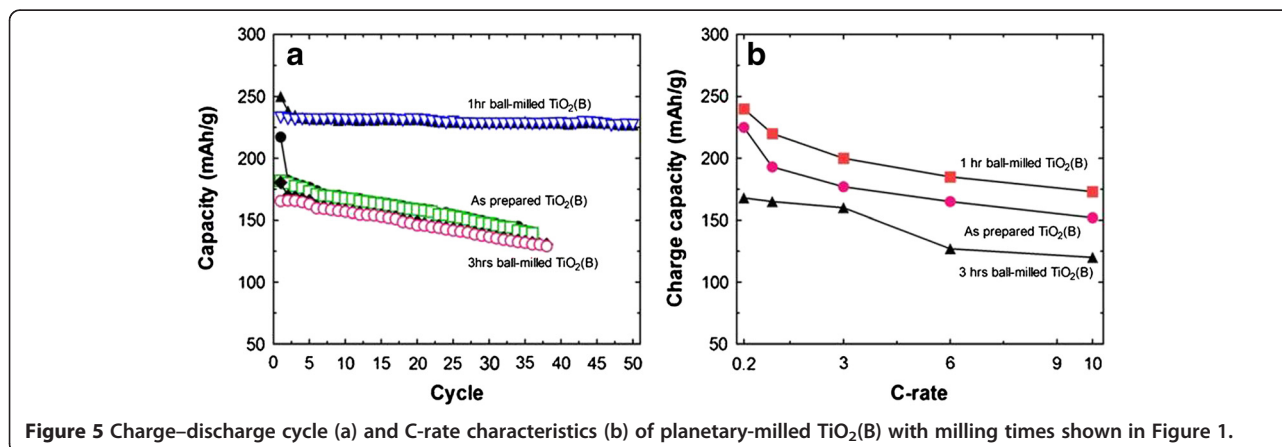 a
300
250
200
150
100
50
Capacity (mAh/g)
1hr ball-milled TiO₂(B)
As prepared TiO₂(B)
3hrs ball-milled TiO₂(B)
0 5 10 15 20 25 30 35 40 45 50
Cycle
b
300
250
200
150
100
50
Charge capacity (mAh/g)
1 hr ball-milled TiO₂(B)
As prepared TiO₂(B)
3 hrs ball-milled TiO₂(B)
0.2 3 6 9 10
C-rate
Figure 5 Charge–discharge cycle (a) and C-rate characteristics (b) of planetary-milled TiO₂(B) with milling times shown in Figure 1.